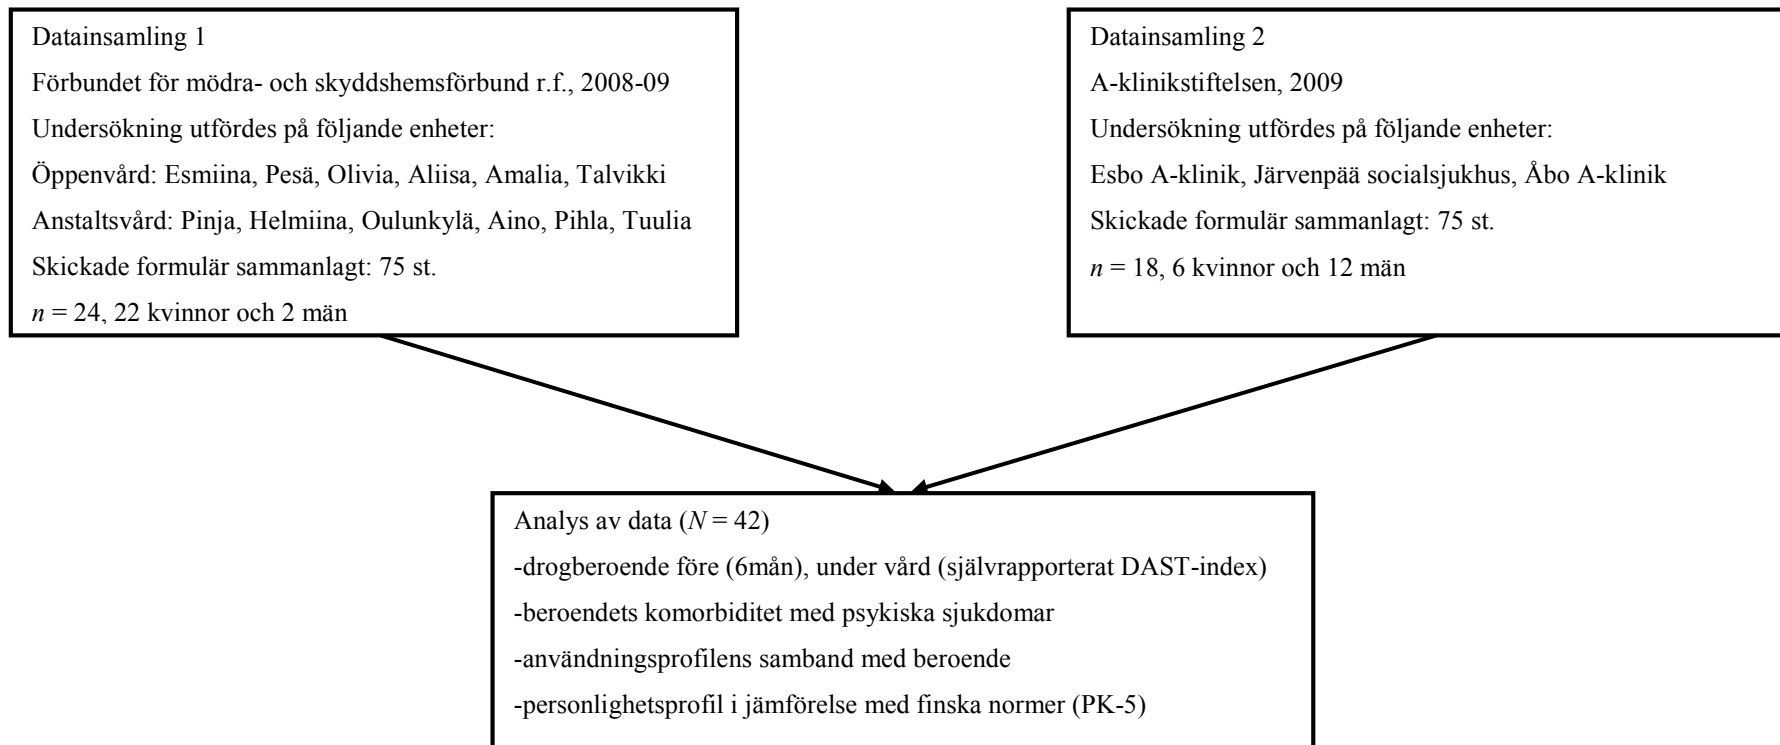 Datainsamling 1
Förbundet för mödra- och skyddshemsförbund r.f., 2008-09
Undersökning utfördes på följande enheter:
Öppenvård: Esmiina, Pesä, Olivia, Aliisa, Amalia, Talvikki
Anstaltsvård: Pinja, Helmiina, Oulunkylä, Aino, Pihla, Tuulia
Skickade formulär sammanlagt: 75 st.
n = 24, 22 kvinnor och 2 män
Datainsamling 2
A-klinikstiftelsen, 2009
Undersökning utfördes på följande enheter:
Esbo A-klinik, Järvenpää socialsjukhus, Åbo A-klinik
Skickade formulär sammanlagt: 75 st.
n = 18, 6 kvinnor och 12 män
Analys av data (N = 42)
-drogberoende före (6mån), under vård (självrapporterat DAST-index)
-beroendets komorbiditet med psykiska sjukdomar
-användningsprofilens samband med beroende
-personlighetsprofil i jämförelse med finska normer (PK-5)